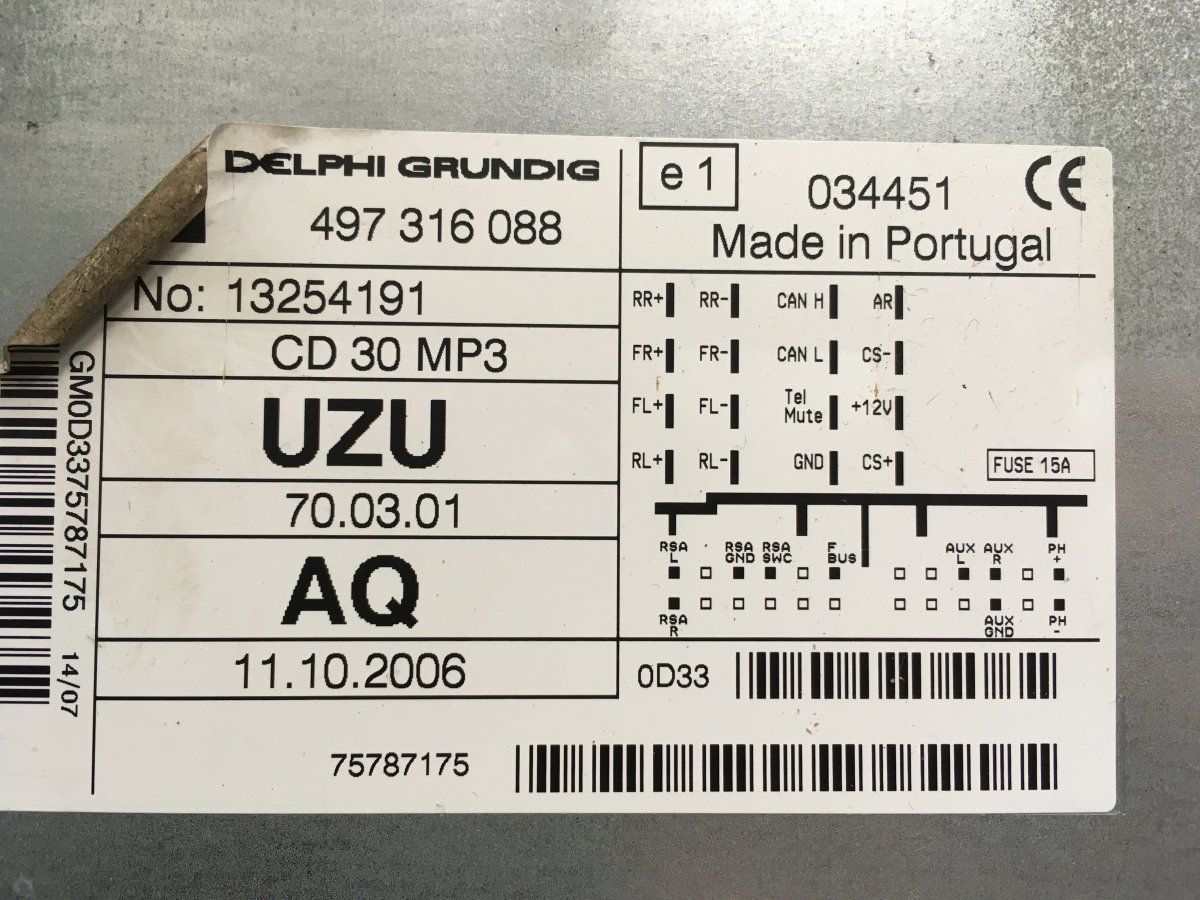 DELPHI GRUNDIG
497 316 088
e 1
034451
CE
Made in Portugal
No: 13254191
CD 30 MP3
UZU
70.03.01
AQ
11.10.2006
RR+ RR- CAN H AR
FR+ FR- CAN L CS-
FL+ FL- Tel Mute +12V
RL+ RL- GND CS+
FUSE 15A
RSA L RSA GND RSA SWC F BUS AUX L AUX R PH +
RSA R AUX GND PH -
0D33
75787175
GM0D3375787175 14/07